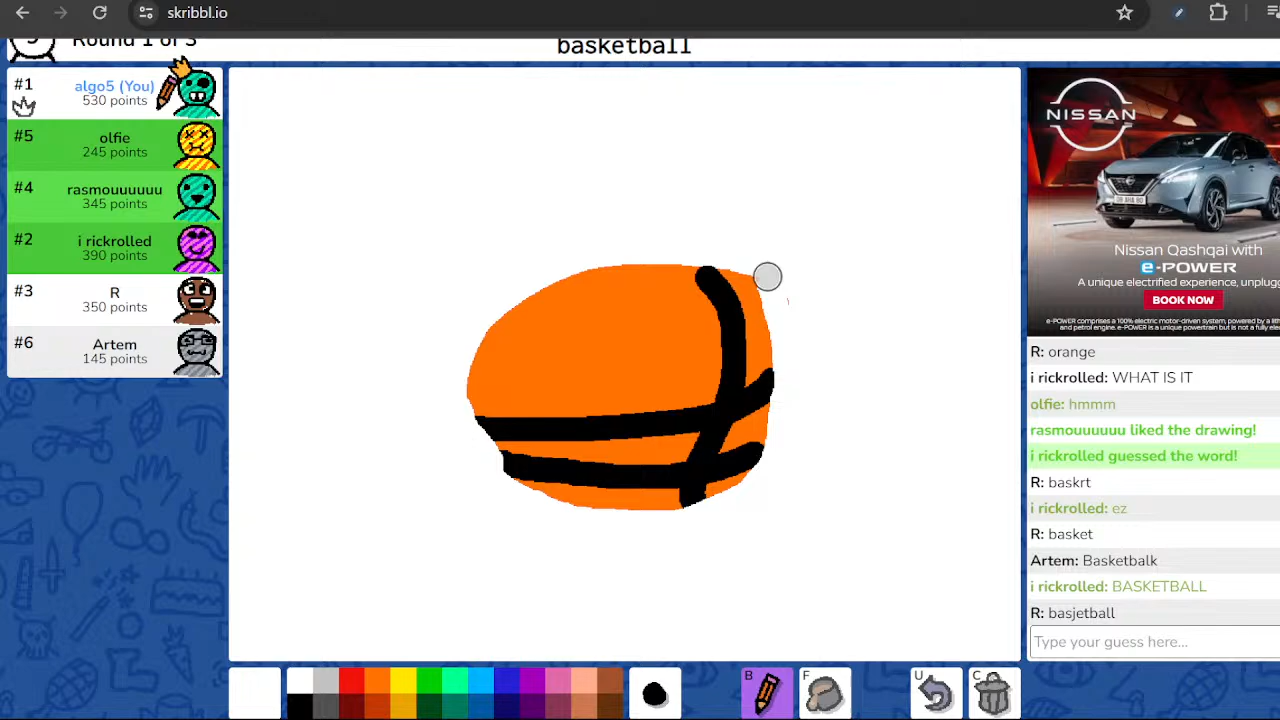 skribbl.io
Round 1 of 3
basketball
#1
algo5 (You)
530 points
#5
olfie
245 points
#4
rasmouuuuuu
345 points
#2
i rickrolled
390 points
#3
R
350 points
#6
Artem
145 points
NISSAN
Nissan Qashqai with
e-POWER
A unique electrified experience, unplugg
BOOK NOW
R: orange
i rickrolled: WHAT IS IT
olfie: hmmm
rasmouuuuuu liked the drawing!
i rickrolled guessed the word!
R: baskrt
i rickrolled: ez
R: basket
Artem: Basketbalk
i rickrolled: BASKETBALL
R: basjetball
Type your guess here...
B
F
U
C